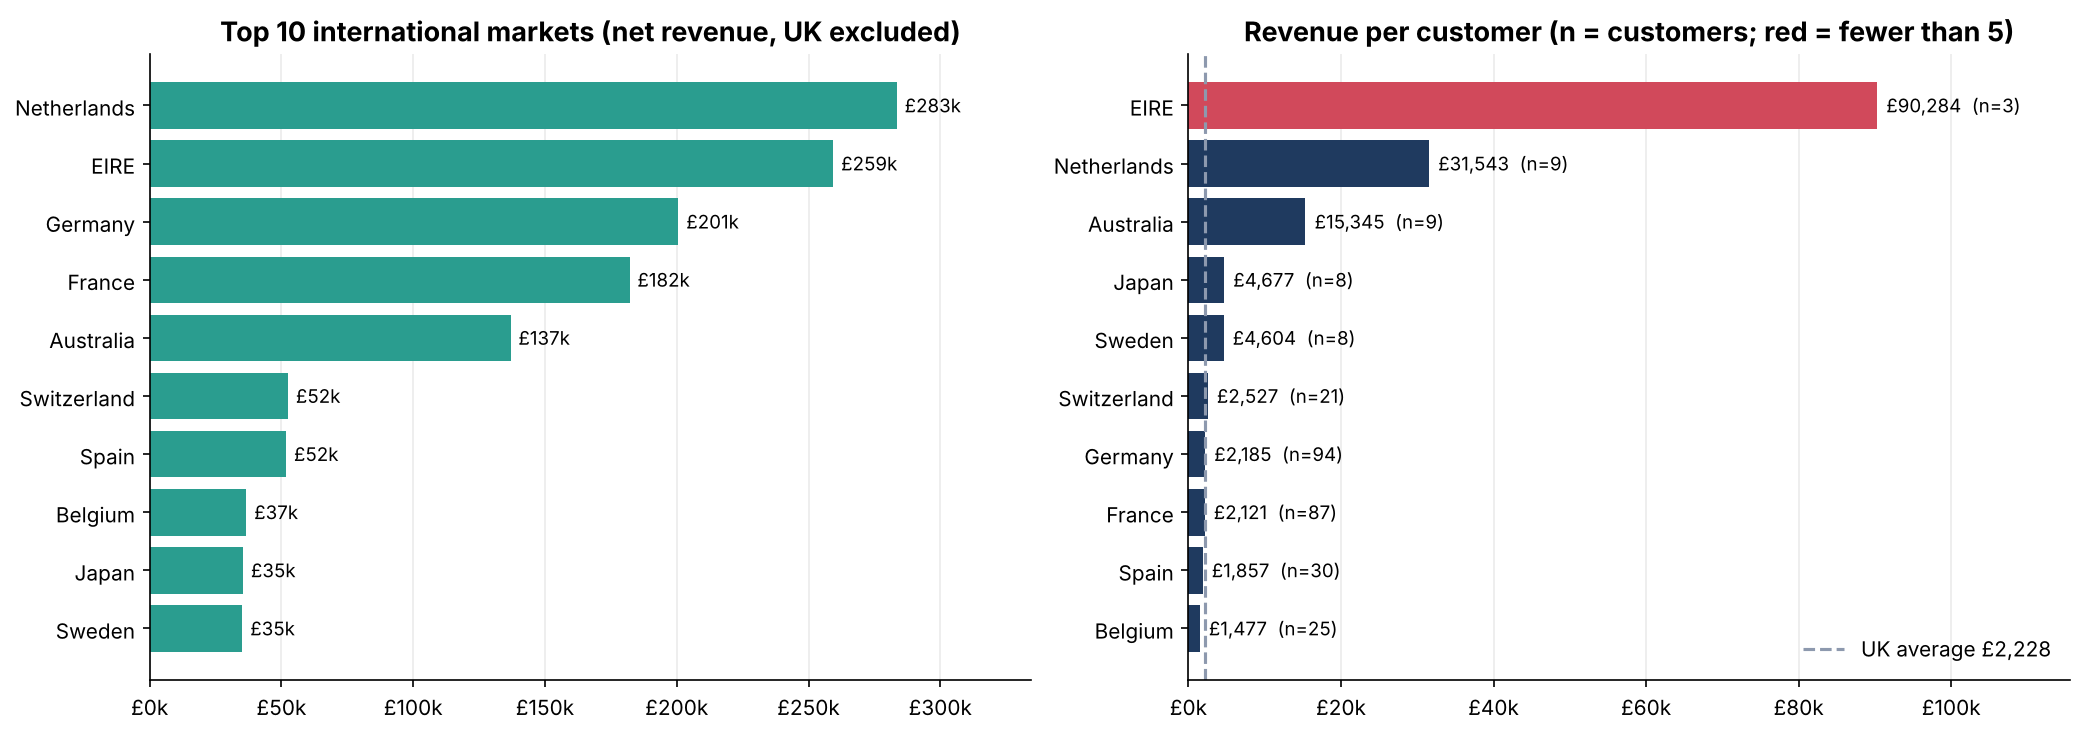 Top 10 international markets (net revenue, UK excluded)
Netherlands £283k
EIRE £259k
Germany £201k
France £182k
Australia £137k
Switzerland £52k
Spain £52k
Belgium £37k
Japan £35k
Sweden £35k
£0k £50k £100k £150k £200k £250k £300k
Revenue per customer (n = customers; red = fewer than 5)
EIRE £90,284 (n=3)
Netherlands £31,543 (n=9)
Australia £15,345 (n=9)
Japan £4,677 (n=8)
Sweden £4,604 (n=8)
Switzerland £2,527 (n=21)
Germany £2,185 (n=94)
France £2,121 (n=87)
Spain £1,857 (n=30)
Belgium £1,477 (n=25)
UK average £2,228
£0k £20k £40k £60k £80k £100k